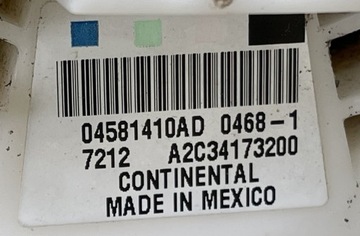 04581410AD 0468-1
7212 A2C34173200
CONTINENTAL
MADE IN MEXICO